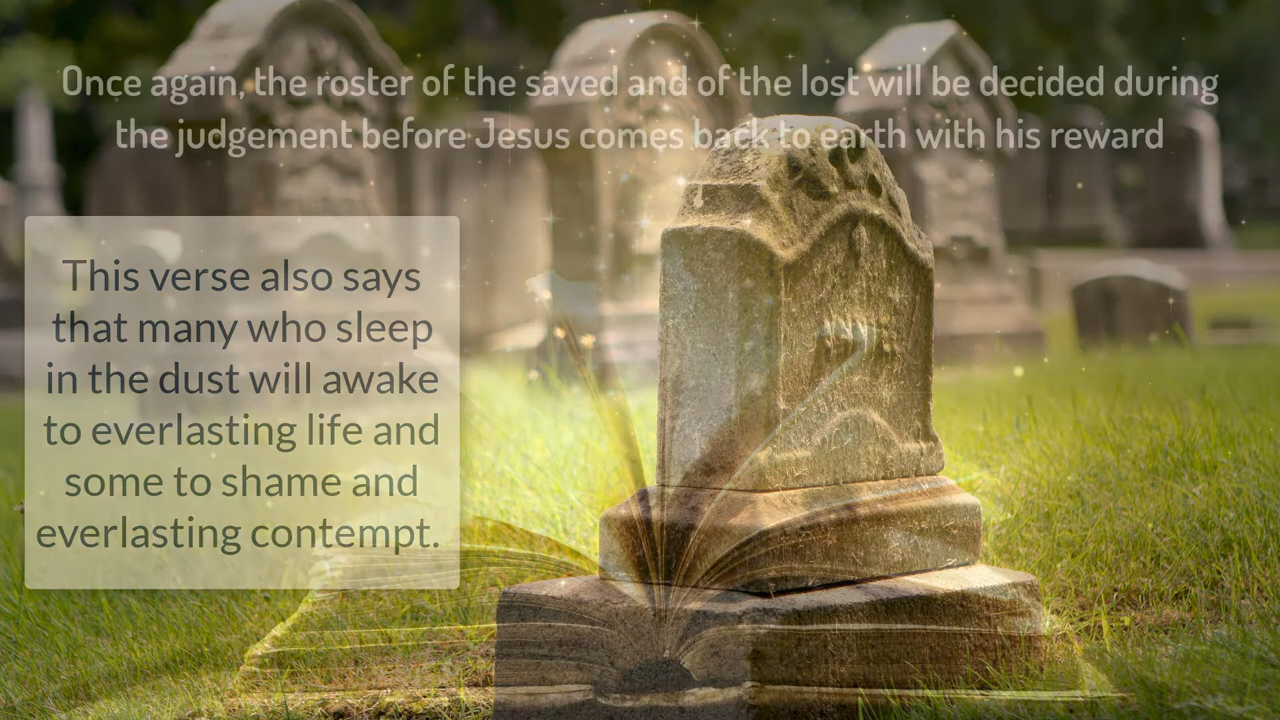 Once again, the roster of the saved and of the lost will be decided during
the judgement before Jesus comes back to earth with his reward
This verse also says
that many who sleep
in the dust will awake
to everlasting life and
some to shame and
everlasting contempt.